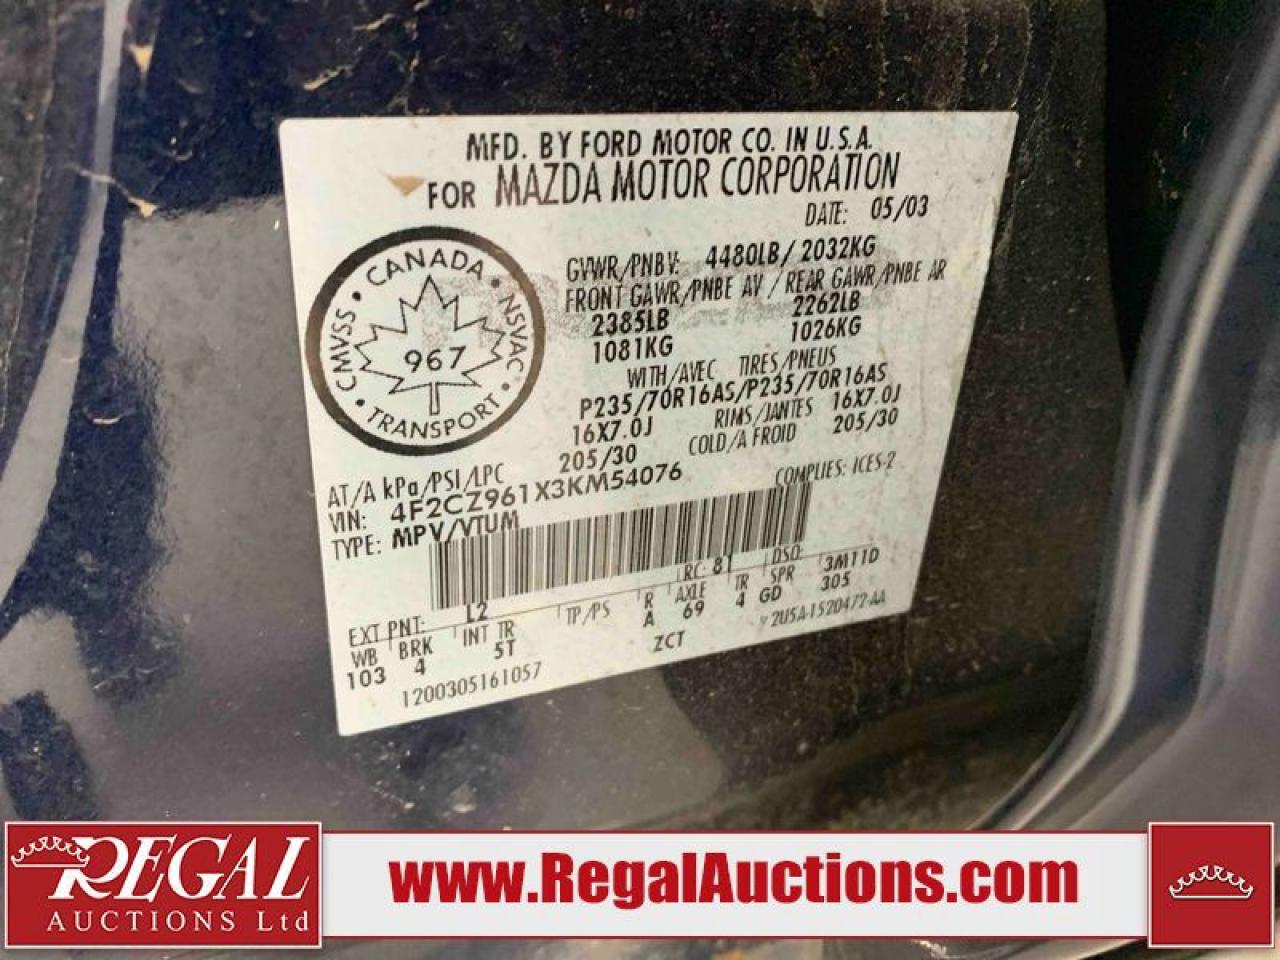 MFD. BY FORD MOTOR CO. IN U.S.A.
FOR MAZDA MOTOR CORPORATION
DATE: 05/03
GVWR/PNBV: 4480LB/ 2032KG
FRONT GAWR/PNBE AV / REAR GAWR/PNBE AR
2385LB 2262LB
1081KG 1026KG
WITH/AVEC TIRES/PNEUS
P235/70R16AS/P235/70R16AS
16X7.0J RIMS/JANTES 16X7.0J
AT/A kPa/PSI/LPC 205/30 COLD/A FROID 205/30
VIN: 4F2CZ961X3KM54076 COMPLIES: ICES-2
TYPE: MPV/VTUM
CANADA
CMVSS • NSVAC
967
TRANSPORT
EXT PNT: L2 RC: 81 DSO:
WB BRK INT TR TP/PS R AXLE TR SPR 3M11D
103 4 5T A 69 4 GD 305
1200305161057 ZCT 2U5A-1520472-AA
REGAL
AUCTIONS Ltd
www.RegalAuctions.com